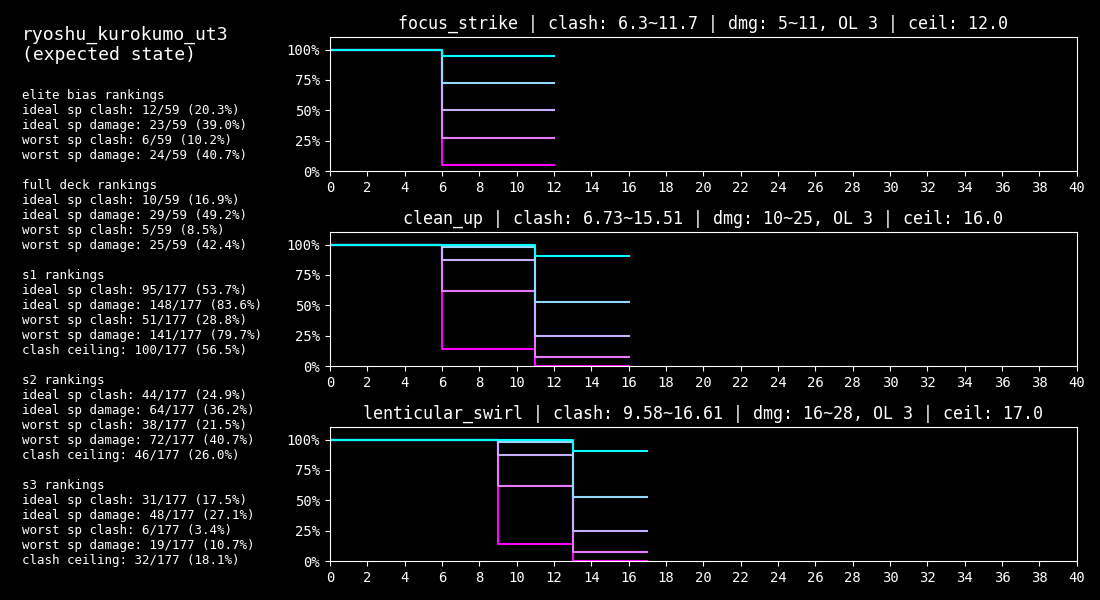 ryoshu_kurokumo_ut3
(expected state)
elite bias rankings
ideal sp clash: 12/59 (20.3%)
ideal sp damage: 23/59 (39.0%)
worst sp clash: 6/59 (10.2%)
worst sp damage: 24/59 (40.7%)
full deck rankings
ideal sp clash: 10/59 (16.9%)
ideal sp damage: 29/59 (49.2%)
worst sp clash: 5/59 (8.5%)
worst sp damage: 25/59 (42.4%)
s1 rankings
ideal sp clash: 95/177 (53.7%)
ideal sp damage: 148/177 (83.6%)
worst sp clash: 51/177 (28.8%)
worst sp damage: 141/177 (79.7%)
clash ceiling: 100/177 (56.5%)
s2 rankings
ideal sp clash: 44/177 (24.9%)
ideal sp damage: 64/177 (36.2%)
worst sp clash: 38/177 (21.5%)
worst sp damage: 72/177 (40.7%)
clash ceiling: 46/177 (26.0%)
s3 rankings
ideal sp clash: 31/177 (17.5%)
ideal sp damage: 48/177 (27.1%)
worst sp clash: 6/177 (3.4%)
worst sp damage: 19/177 (10.7%)
clash ceiling: 32/177 (18.1%)
focus_strike | clash: 6.3~11.7 | dmg: 5~11, OL 3 | ceil: 12.0
100%
75%
50%
25%
0%
0 2 4 6 8 10 12 14 16 18 20 22 24 26 28 30 32 34 36 38 40
clean_up | clash: 6.73~15.51 | dmg: 10~25, OL 3 | ceil: 16.0
100%
75%
50%
25%
0%
0 2 4 6 8 10 12 14 16 18 20 22 24 26 28 30 32 34 36 38 40
lenticular_swirl | clash: 9.58~16.61 | dmg: 16~28, OL 3 | ceil: 17.0
100%
75%
50%
25%
0%
0 2 4 6 8 10 12 14 16 18 20 22 24 26 28 30 32 34 36 38 40